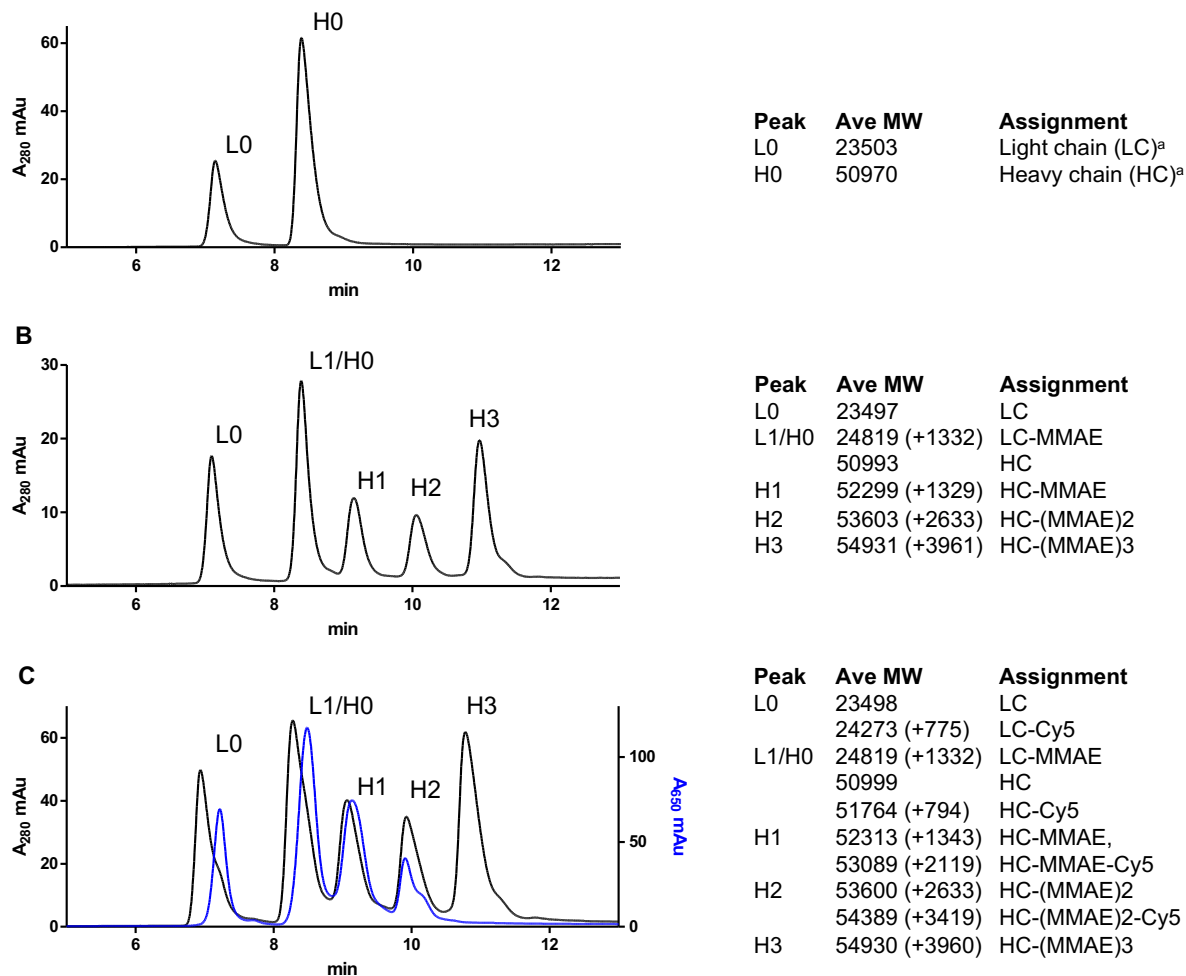 H0
60
40
20
0
A280 mAu
L0
6
8
10
12
min
Peak Ave MW Assignment
L0 23503 Light chain (LC)ᵃ
H0 50970 Heavy chain (HC)ᵃ
B
30
20
10
0
A280 mAu
L0
L1/H0
H1
H2
H3
6
8
10
12
min
Peak Ave MW Assignment
L0 23497 LC
L1/H0 24819 (+1332) LC-MMAE
50993 HC
H1 52299 (+1329) HC-MMAE
H2 53603 (+2633) HC-(MMAE)2
H3 54931 (+3961) HC-(MMAE)3
C
60
40
20
0
A280 mAu
L0
L1/H0
H1
H2
H3
100
50
0
A650 mAu
6
8
10
12
min
Peak Ave MW Assignment
L0 23498 LC
24273 (+775) LC-Cy5
L1/H0 24819 (+1332) LC-MMAE
50999 HC
51764 (+794) HC-Cy5
H1 52313 (+1343) HC-MMAE,
53089 (+2119) HC-MMAE-Cy5
H2 53600 (+2633) HC-(MMAE)2
54389 (+3419) HC-(MMAE)2-Cy5
H3 54930 (+3960) HC-(MMAE)3